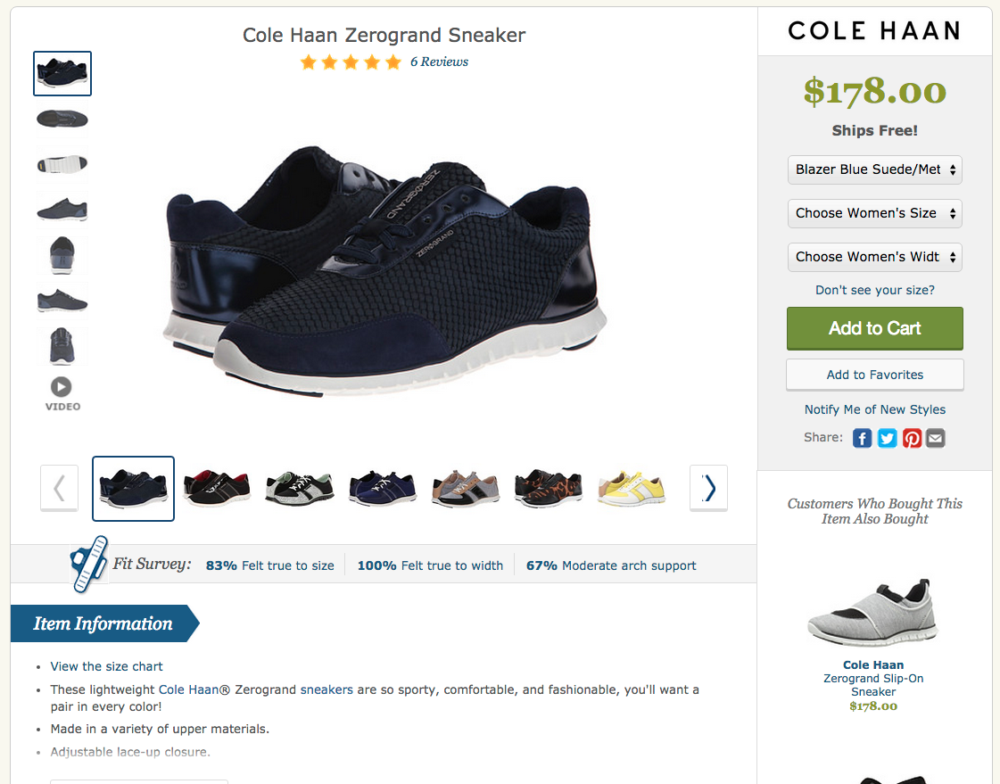 Cole Haan Zerogrand Sneaker
6 Reviews
ZERØGRAND
ZERØGRAND
VIDEO
Fit Survey:
83% Felt true to size
100% Felt true to width
67% Moderate arch support
Item Information
View the size chart
These lightweight Cole Haan® Zerogrand sneakers are so sporty, comfortable, and fashionable, you'll want a
pair in every color!
Made in a variety of upper materials.
Adjustable lace-up closure.
COLE HAAN
$178.00
Ships Free!
Blazer Blue Suede/Met
Choose Women's Size
Choose Women's Widt
Don't see your size?
Add to Cart
Add to Favorites
Notify Me of New Styles
Share:
Customers Who Bought This
Item Also Bought
Cole Haan
Zerogrand Slip-On
Sneaker
$178.00